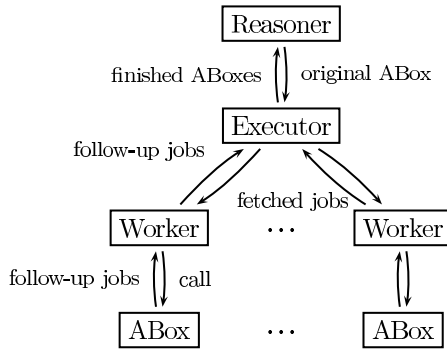 Reasoner
finished ABoxes
original ABox
Executor
follow-up jobs
fetched jobs
Worker
...
Worker
follow-up jobs
call
ABox
...
ABox